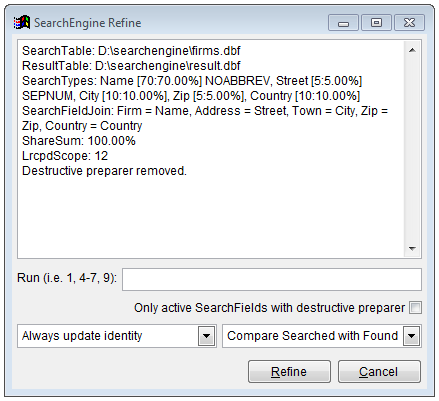 SearchEngine Refine
SearchTable: D:\searchengine\firms.dbf
ResultTable: D:\searchengine\result.dbf
SearchTypes: Name [70:70.00%] NOABBREV, Street [5:5.00%]
SEPNUM, City [10:10.00%], Zip [5:5.00%], Country [10:10.00%]
SearchFieldJoin: Firm = Name, Address = Street, Town = City, Zip =
Zip, Country = Country
ShareSum: 100.00%
LrcpdScope: 12
Destructive preparer removed.
Run (i.e. 1, 4-7, 9):
Only active SearchFields with destructive preparer
Always update identity
Compare Searched with Found
Refine
Cancel